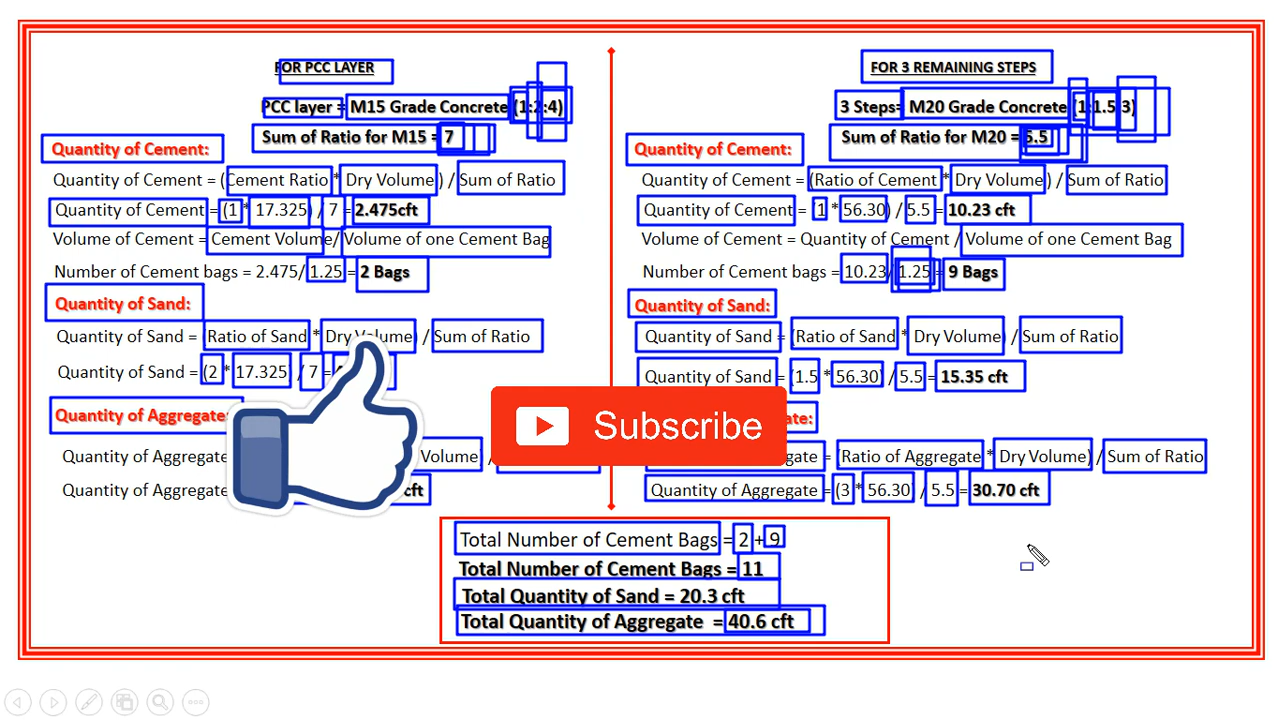 FOR PCC LAYER
PCC layer = M15 Grade Concrete (1:2:4)
Sum of Ratio for M15 = 7
Quantity of Cement:
Quantity of Cement = (Cement Ratio * Dry Volume) / Sum of Ratio
Quantity of Cement = (1 * 17.325) / 7 = 2.475cft
Volume of Cement = Cement Volume/ Volume of one Cement Bag
Number of Cement bags = 2.475/ 1.25 = 2 Bags
Quantity of Sand:
Quantity of Sand = (Ratio of Sand * Dry Volume) / Sum of Ratio
Quantity of Sand = (2 * 17.325) / 7 =
Quantity of Aggregate:
Quantity of Aggregate Volume /
Quantity of Aggregate cft
FOR 3 REMAINING STEPS
3 Steps= M20 Grade Concrete (1:1.5:3)
Sum of Ratio for M20 = 5.5
Quantity of Cement:
Quantity of Cement = (Ratio of Cement * Dry Volume ) / Sum of Ratio
Quantity of Cement = (1 * 56.30) / 5.5 = 10.23 cft
Volume of Cement = Quantity of Cement / Volume of one Cement Bag
Number of Cement bags = 10.23/ 1.25 = 9 Bags
Quantity of Sand:
Quantity of Sand = (Ratio of Sand * Dry Volume) / Sum of Ratio
Quantity of Sand = (1.5 * 56.30) / 5.5 = 15.35 cft
Subscribe
= (Ratio of Aggregate * Dry Volume) / Sum of Ratio
Quantity of Aggregate = (3 * 56.30) / 5.5 = 30.70 cft
Total Number of Cement Bags = 2 + 9
Total Number of Cement Bags = 11
Total Quantity of Sand = 20.3 cft
Total Quantity of Aggregate = 40.6 cft